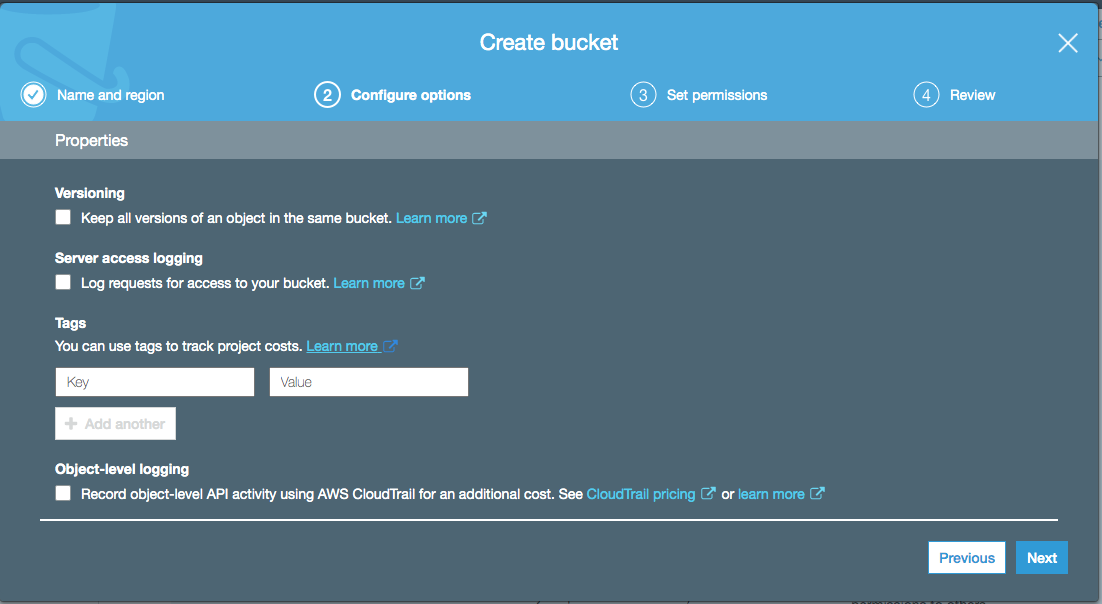 Create bucket
Name and region
2 Configure options
3 Set permissions
4 Review
Properties
Versioning
Keep all versions of an object in the same bucket. Learn more
Server access logging
Log requests for access to your bucket. Learn more
Tags
You can use tags to track project costs. Learn more
Key Value
+ Add another
Object-level logging
Record object-level API activity using AWS CloudTrail for an additional cost. See CloudTrail pricing or learn more
Previous Next